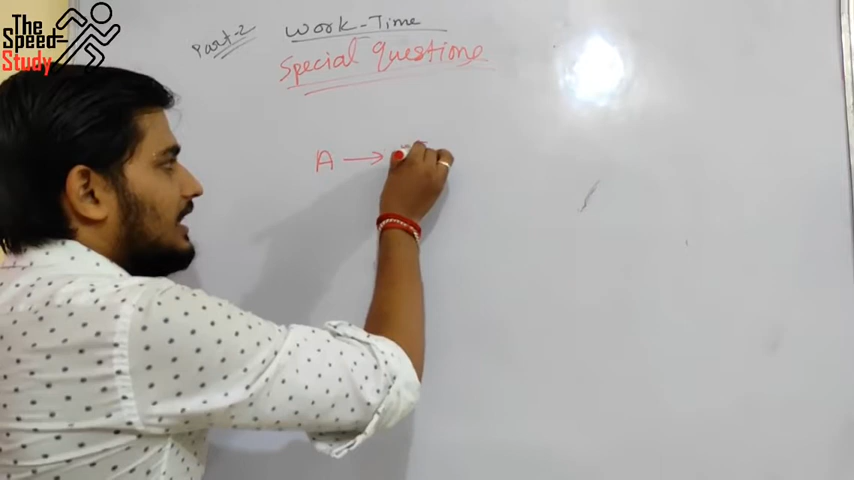 The
Speed-
Study
Part-2
Work-Time
Special Questions
A →